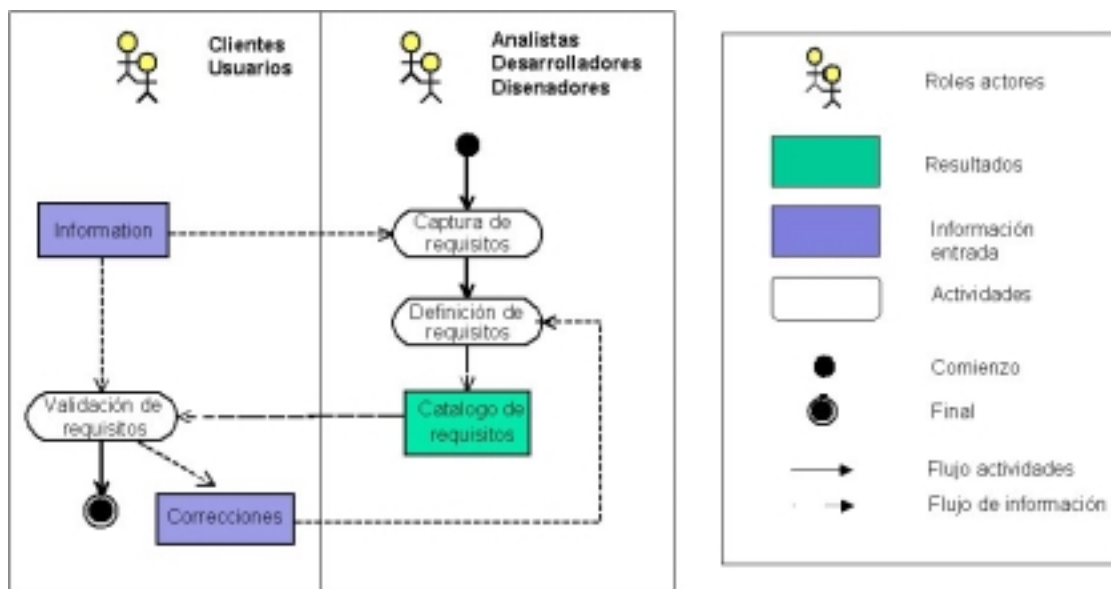 Clientes
Usuarios
Analistas
Desarrolladores
Disenadores
Information
Captura de
requisitos
Definición de
requisitos
Validación de
requisitos
Catalogo de
requisitos
Correcciones
Roles actores
Resultados
Información
entrada
Actividades
Comienzo
Final
Flujo actividades
Flujo de información